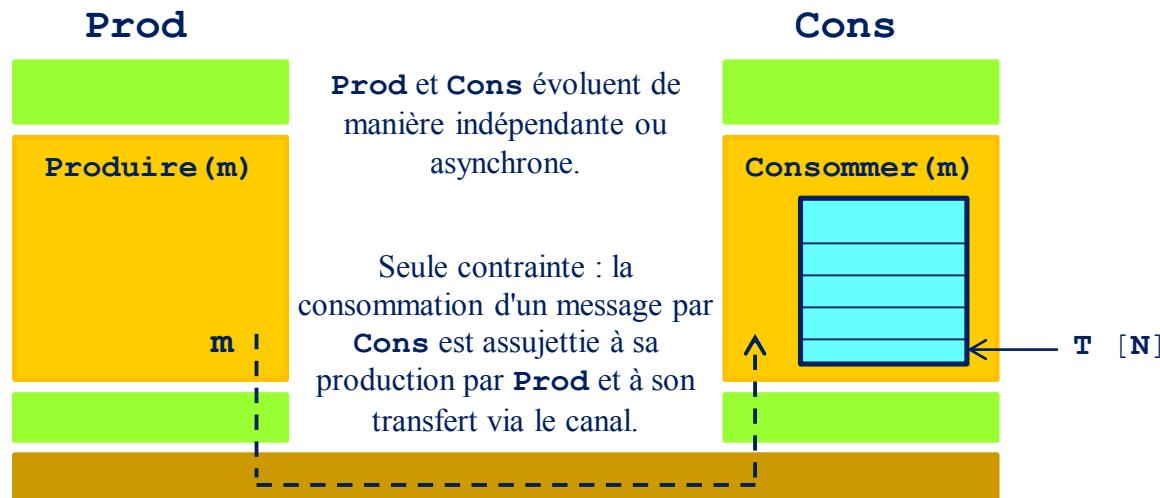 Prod
Cons
Prod et Cons évoluent de
manière indépendante ou
asynchrone.
Produire(m)
Consommer(m)
Seule contrainte : la
consommation d'un message par
Cons est assujettie à sa
production par Prod et à son
transfert via le canal.
m
T [N]